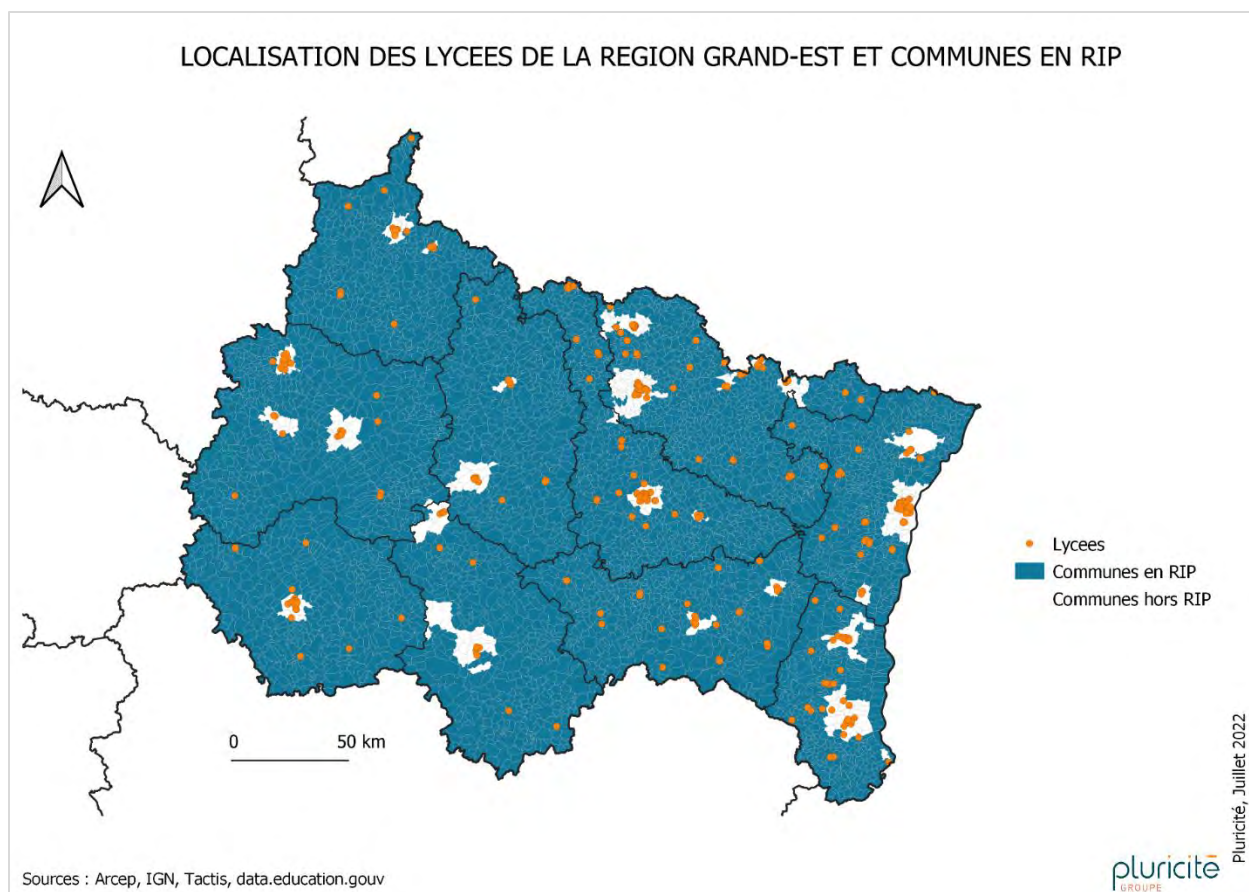 LOCALISATION DES LYCEES DE LA REGION GRAND-EST ET COMMUNES EN RIP
Lycees
Communes en RIP
Communes hors RIP
0 50 km
Pluricité, Juillet 2022
pluricité
GROUPE
Sources : Arcep, IGN, Tactis, data.education.gouv